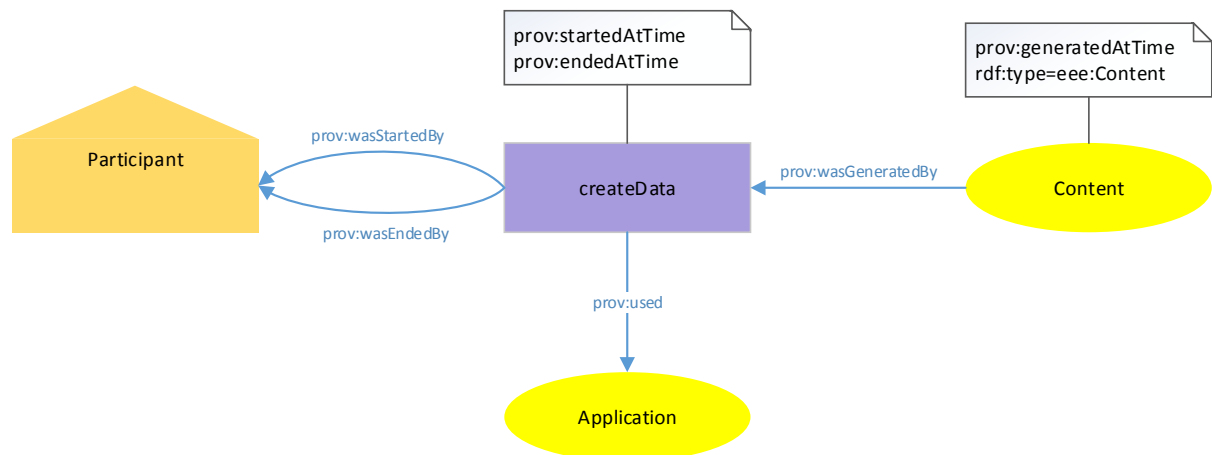 prov:startedAtTime
prov:endedAtTime
prov:generatedAtTime
rdf:type=eee:Content
prov:wasStartedBy
Participant
createData
prov:wasGeneratedBy
Content
prov:wasEndedBy
prov:used
Application